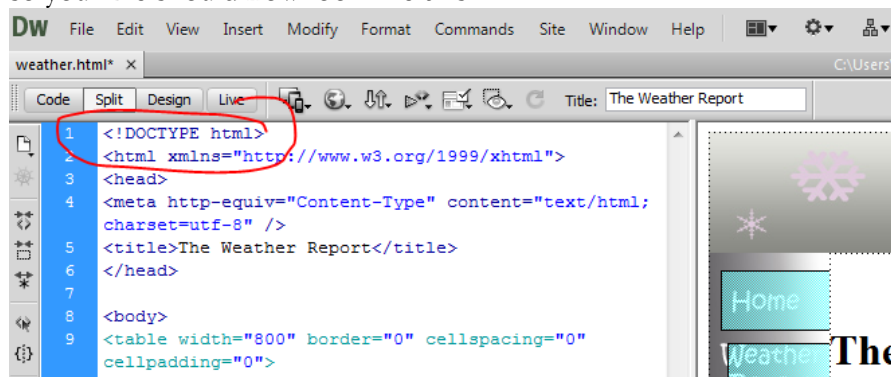 DW File Edit View Insert Modify Format Commands Site Window Help
weather.html* × C:\Users\
Code Split Design Live Title: The Weather Report
1 <!DOCTYPE html>
2 <html xmlns="http://www.w3.org/1999/xhtml">
3 <head>
4 <meta http-equiv="Content-Type" content="text/html;
charset=utf-8" />
5 <title>The Weather Report</title>
6 </head>
7
8 <body>
9 <table width="800" border="0" cellspacing="0"
cellpadding="0">
Home
Weather
The